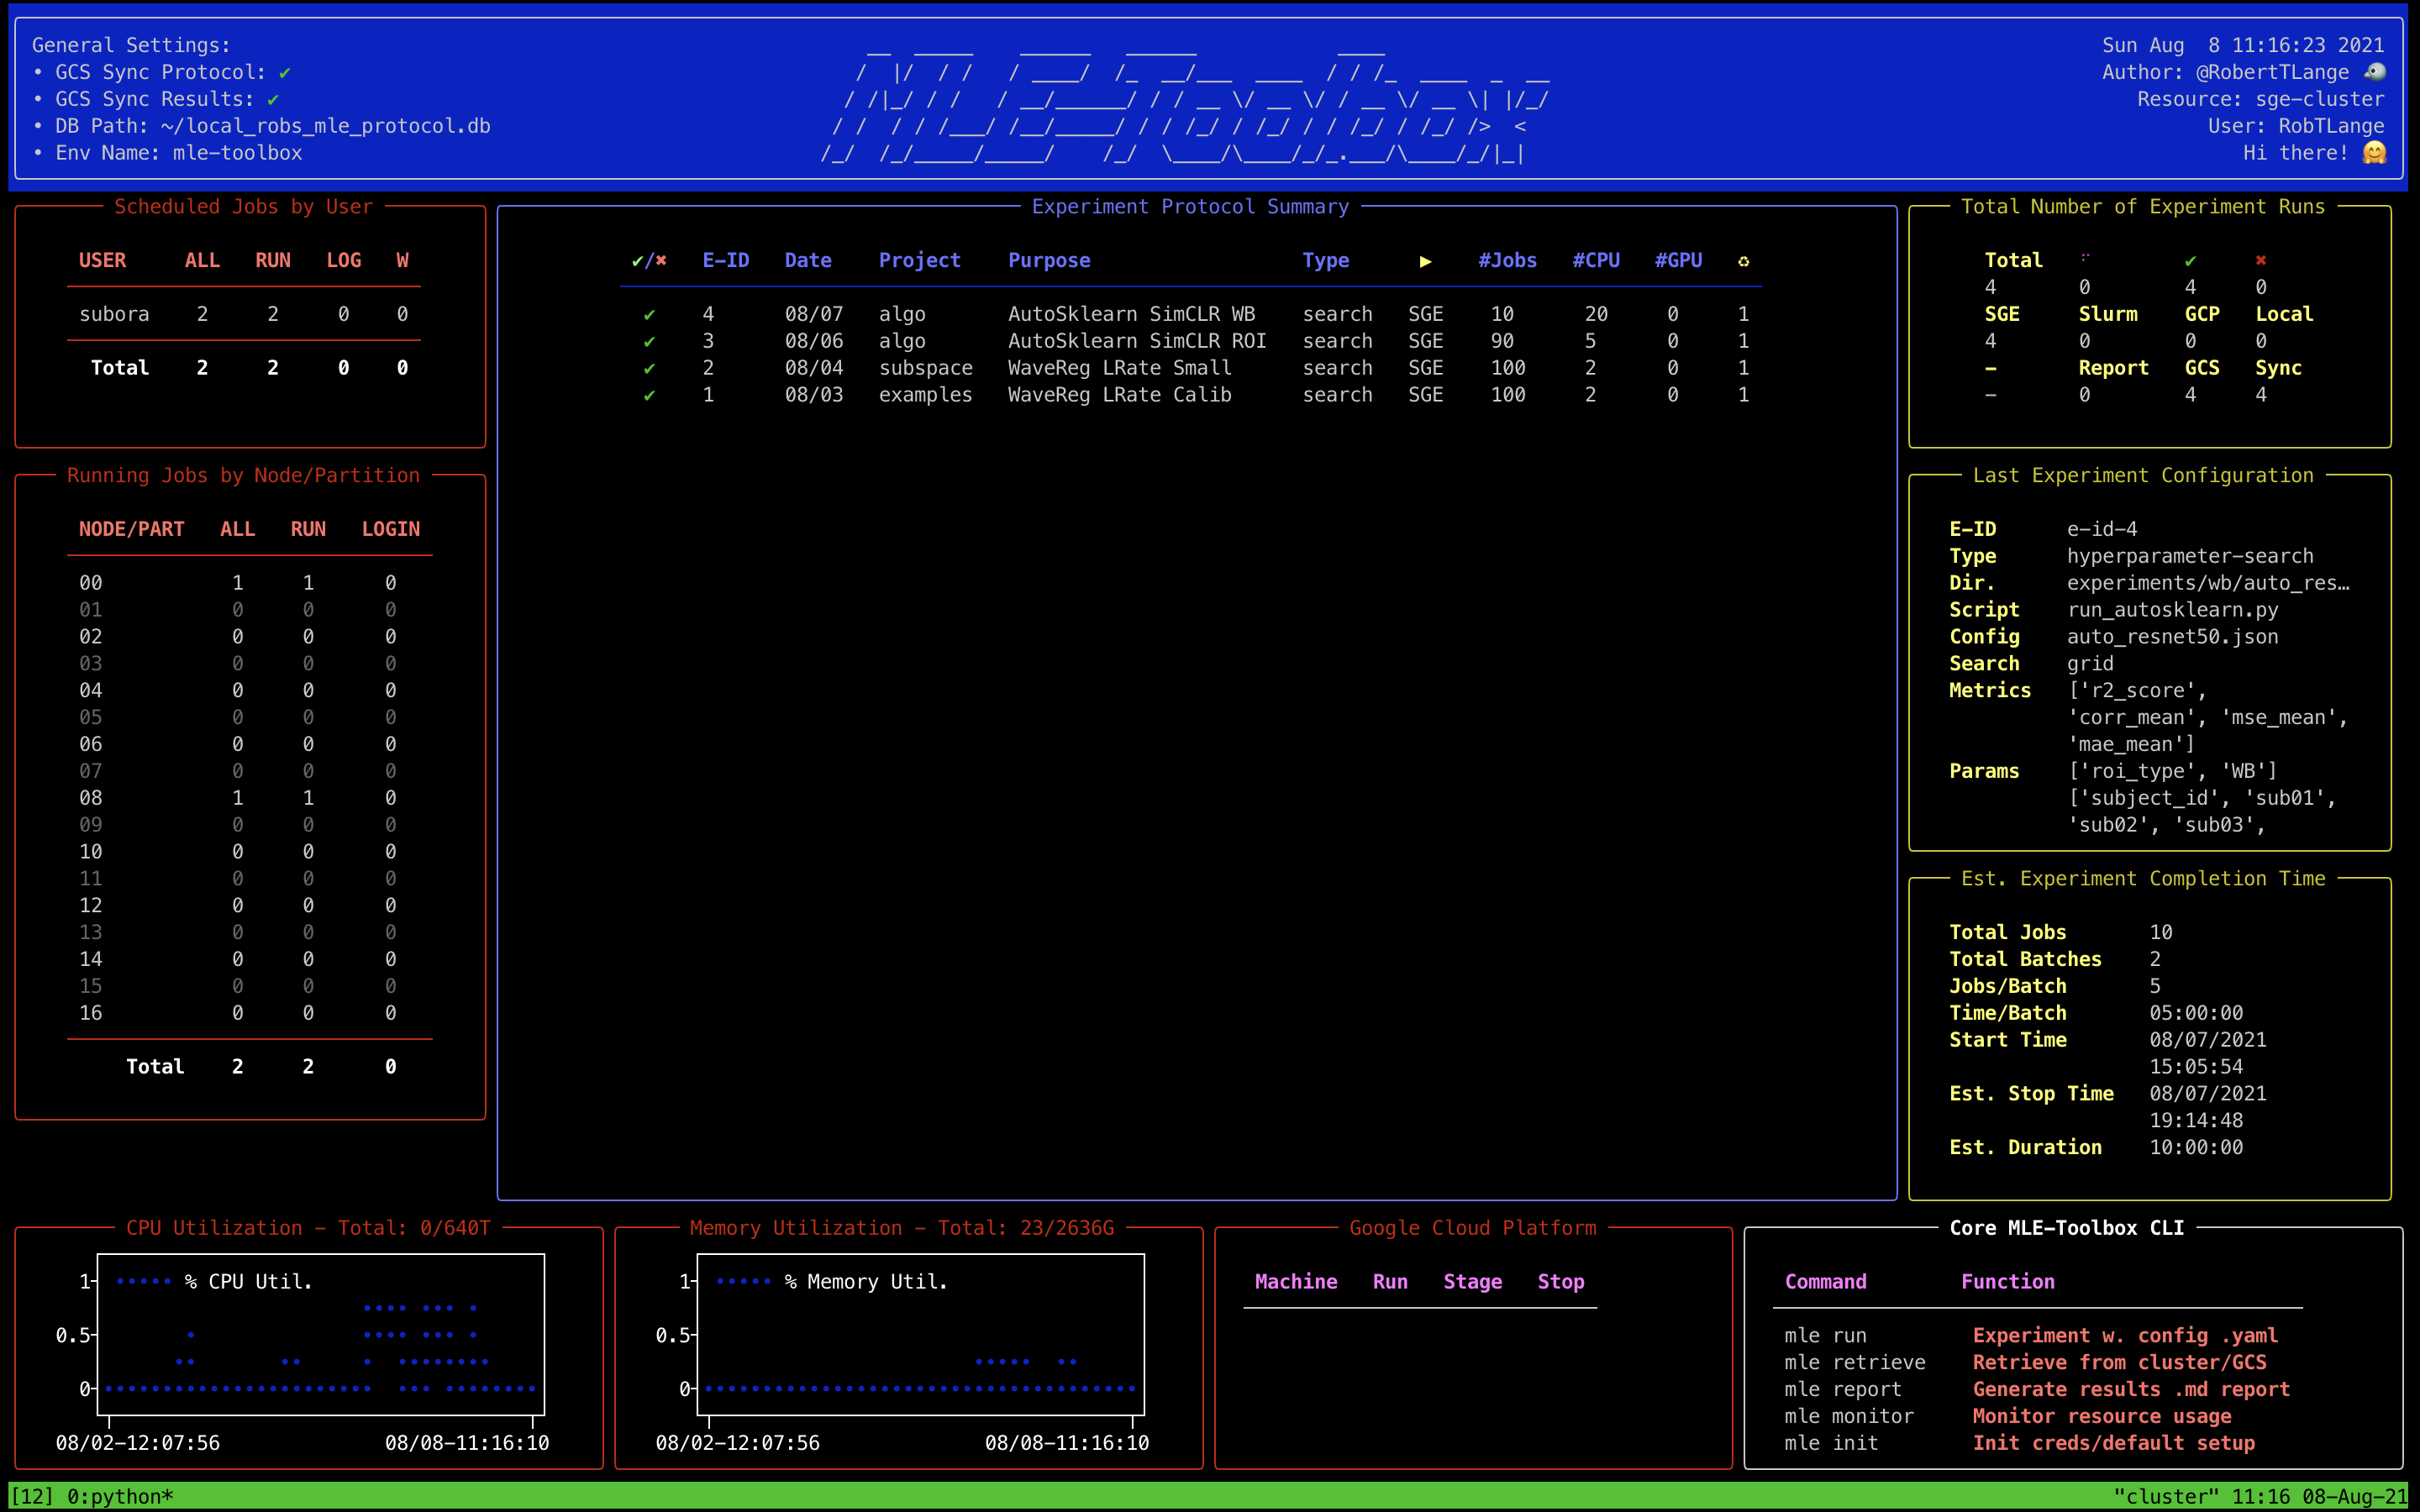 General Settings:
• GCS Sync Protocol: ✔
• GCS Sync Results: ✔
• DB Path: ~/local_robs_mle_protocol.db
• Env Name: mle-toolbox
MLE-Toolbox
Sun Aug  8 11:16:23 2021
Author: @RobertTLange 🐦
Resource: sge-cluster
User: RobTLange
Hi there! 🤗
Scheduled Jobs by User
USER ALL RUN LOG W
subora 2 2 0 0
Total 2 2 0 0
Running Jobs by Node/Partition
NODE/PART ALL RUN LOGIN
00 1 1 0
01 0 0 0
02 0 0 0
03 0 0 0
04 0 0 0
05 0 0 0
06 0 0 0
07 0 0 0
08 1 1 0
09 0 0 0
10 0 0 0
11 0 0 0
12 0 0 0
13 0 0 0
14 0 0 0
15 0 0 0
16 0 0 0
Total 2 2 0
Experiment Protocol Summary
✔/✖ E-ID Date Project Purpose Type ▶ #Jobs #CPU #GPU ♻
✔ 4 08/07 algo AutoSklearn SimCLR WB search SGE 10 20 0 1
✔ 3 08/06 algo AutoSklearn SimCLR ROI search SGE 90 5 0 1
✔ 2 08/04 subspace WaveReg LRate Small search SGE 100 2 0 1
✔ 1 08/03 examples WaveReg LRate Calib search SGE 100 2 0 1
Total Number of Experiment Runs
Total ⠋ ✔ ✖
4 0 4 0
SGE Slurm GCP Local
4 0 0 0
- Report GCS Sync
- 0 4 4
Last Experiment Configuration
E-ID e-id-4
Type hyperparameter-search
Dir. experiments/wb/auto_res…
Script run_autosklearn.py
Config auto_resnet50.json
Search grid
Metrics ['r2_score',
'corr_mean', 'mse_mean',
'mae_mean']
Params ['roi_type', 'WB']
['subject_id', 'sub01',
'sub02', 'sub03',
Est. Experiment Completion Time
Total Jobs 10
Total Batches 2
Jobs/Batch 5
Time/Batch 05:00:00
Start Time 08/07/2021
15:05:54
Est. Stop Time 08/07/2021
19:14:48
Est. Duration 10:00:00
CPU Utilization - Total: 0/640T
% CPU Util.
1
0.5
0
08/02-12:07:56 08/08-11:16:10
Memory Utilization - Total: 23/2636G
% Memory Util.
1
0.5
0
08/02-12:07:56 08/08-11:16:10
Google Cloud Platform
Machine Run Stage Stop
Core MLE-Toolbox CLI
Command Function
mle run Experiment w. config .yaml
mle retrieve Retrieve from cluster/GCS
mle report Generate results .md report
mle monitor Monitor resource usage
mle init Init creds/default setup
[12] 0:python*
"cluster" 11:16 08-Aug-21